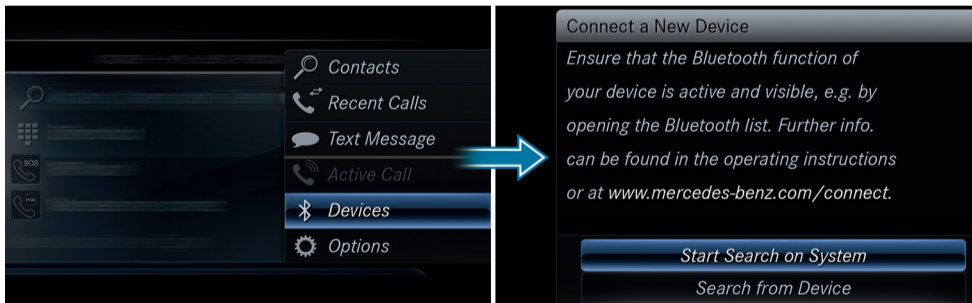 Contacts
Recent Calls
Text Message
Active Call
Devices
Options
SOS
me
Connect a New Device
Ensure that the Bluetooth function of
your device is active and visible, e.g. by
opening the Bluetooth list. Further info.
can be found in the operating instructions
or at www.mercedes-benz.com/connect.
Start Search on System
Search from Device